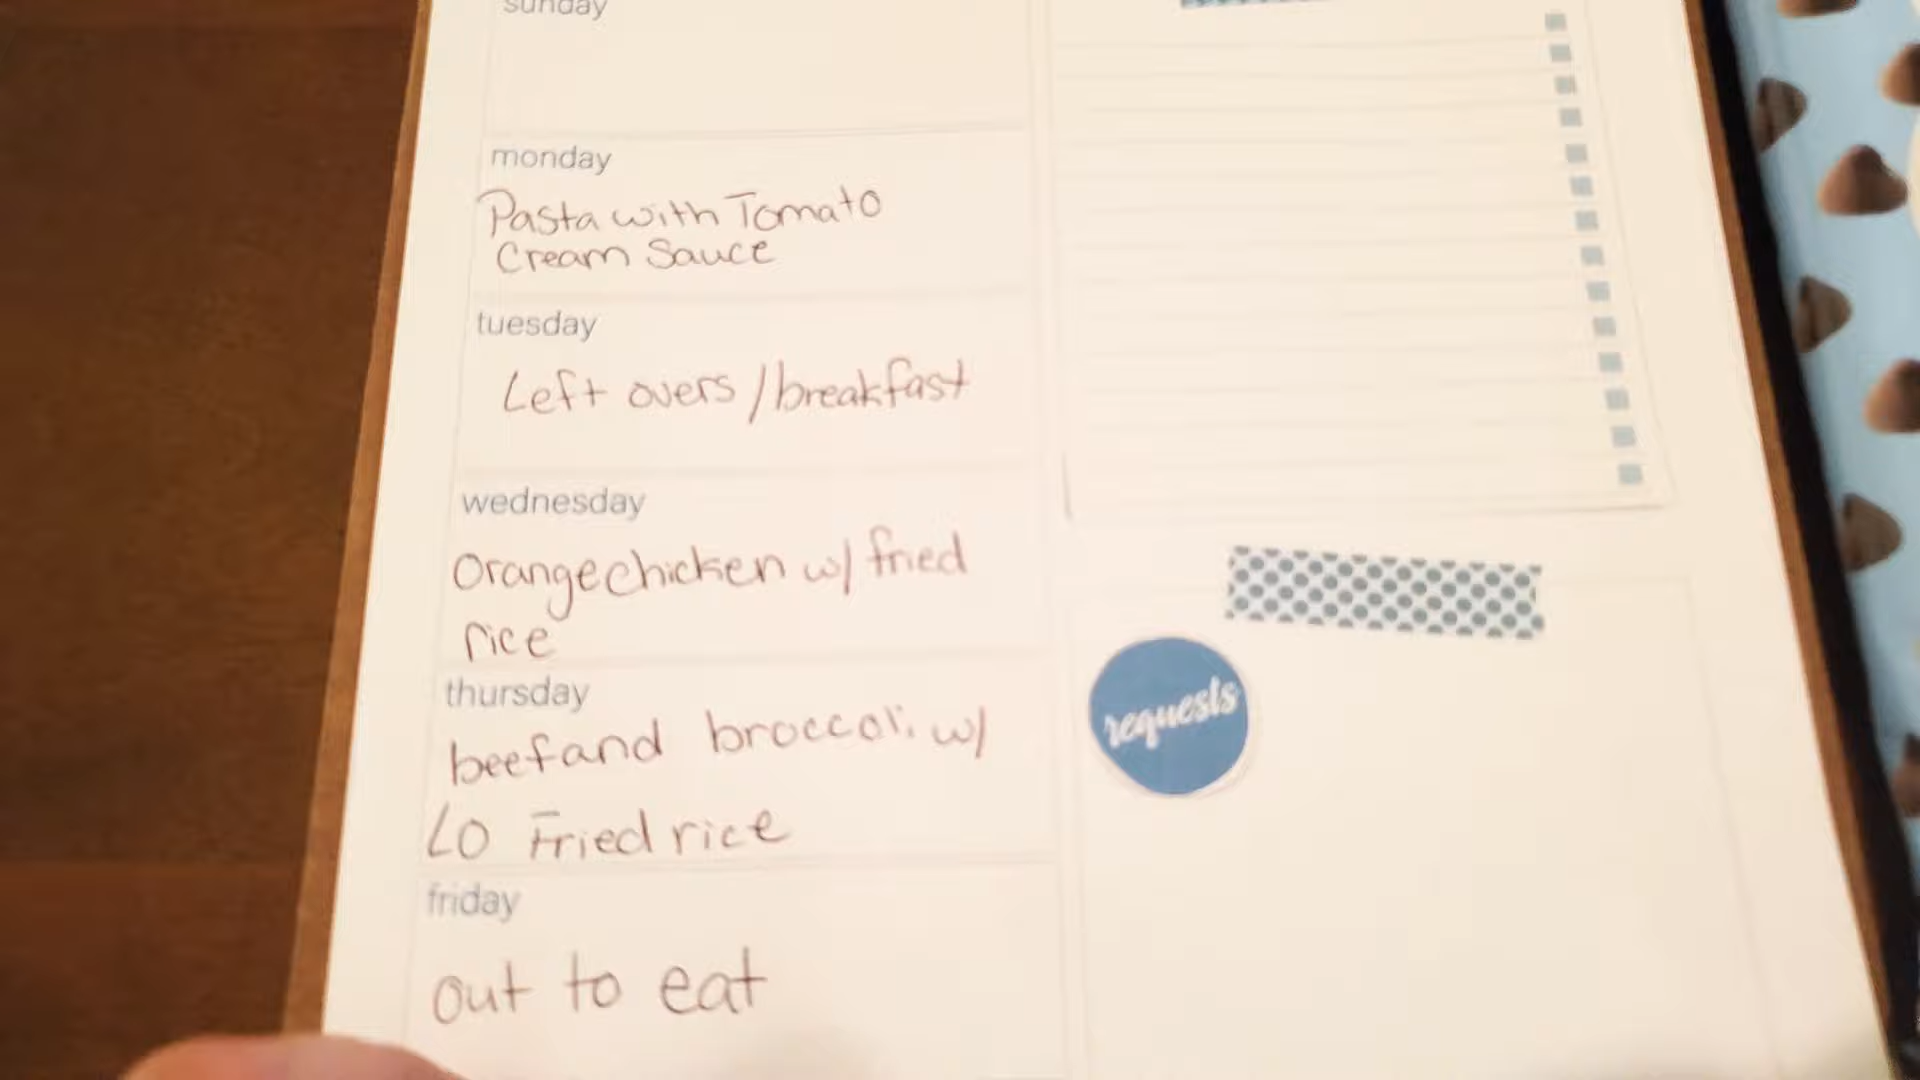 sunday
monday
Pasta with Tomato
Cream Sauce
tuesday
Left overs / breakfast
wednesday
Orange chicken w/ fried
rice
thursday
beef and broccoli w/
LO Fried rice
friday
out to eat
requests